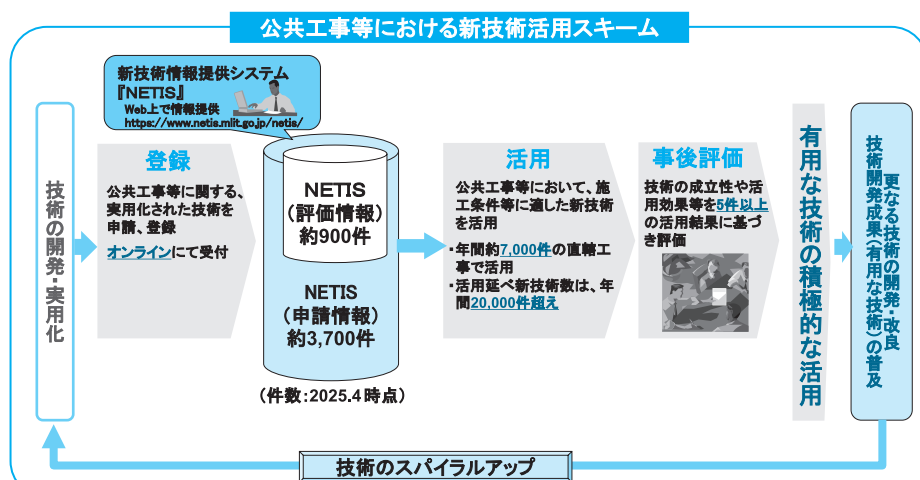 公共工事等における新技術活用スキーム
新技術情報提供システム
『NETIS』
Web上で情報提供
https://www.netis.mlit.go.jp/netis/
技術の開発・実用化
登録
公共工事等に関する、
実用化された技術を
申請、登録
オンラインにて受付
NETIS
(評価情報)
約900件
NETIS
(申請情報)
約3,700件
(件数:2025.4時点)
活用
公共工事等において、施
工条件等に適した新技術
を活用
・年間約7,000件の直轄工
事で活用
・活用延べ新技術数は、年
間20,000件超え
事後評価
技術の成立性や活
用効果等を5件以上
の活用結果に基づ
き評価
有用な技術の積極的な活用
更なる技術の開発・改良
技術開発成果(有用な技術)の普及
技術のスパイラルアップ